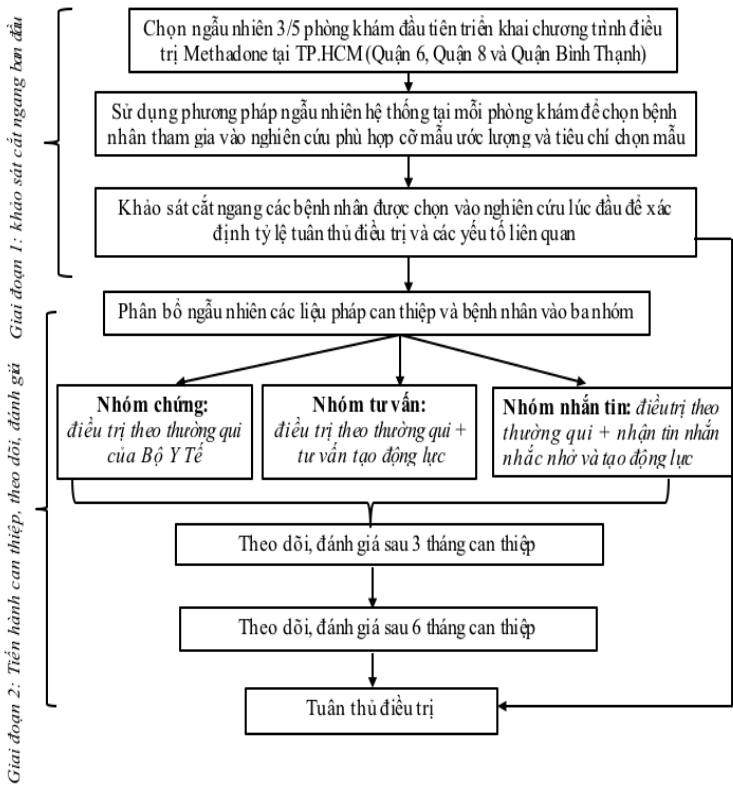 Giai đoạn 1: khảo sát cắt ngang ban đầu
Chọn ngẫu nhiên 3/5 phòng khám đầu tiên triển khai chương trình điều
trị Methadone tại TP.HCM (Quận 6, Quận 8 và Quận Bình Thạnh)
Sử dụng phương pháp ngẫu nhiên hệ thống tại mỗi phòng khám để chọn bệnh
nhân tham gia vào nghiên cứu phù hợp cỡ mẫu ước lượng và tiêu chí chọn mẫu
Khảo sát cắt ngang các bệnh nhân được chọn vào nghiên cứu lúc đầu để xác
định tỷ lệ tuân thủ điều trị và các yếu tố liên quan
Giai đoạn 2: Tiến hành can thiệp, theo dõi, đánh giá
Phân bổ ngẫu nhiên các liệu pháp can thiệp và bệnh nhân vào ba nhóm
Nhóm chứng:
điều trị theo thường qui
của Bộ Y Tế
Nhóm tư vấn:
điều trị theo thường qui +
tư vấn tạo động lực
Nhóm nhắn tin: điều trị theo
thường qui + nhận tin nhắn
nhắc nhở và tạo động lực
Theo dõi, đánh giá sau 3 tháng can thiệp
Theo dõi, đánh giá sau 6 tháng can thiệp
Tuân thủ điều trị